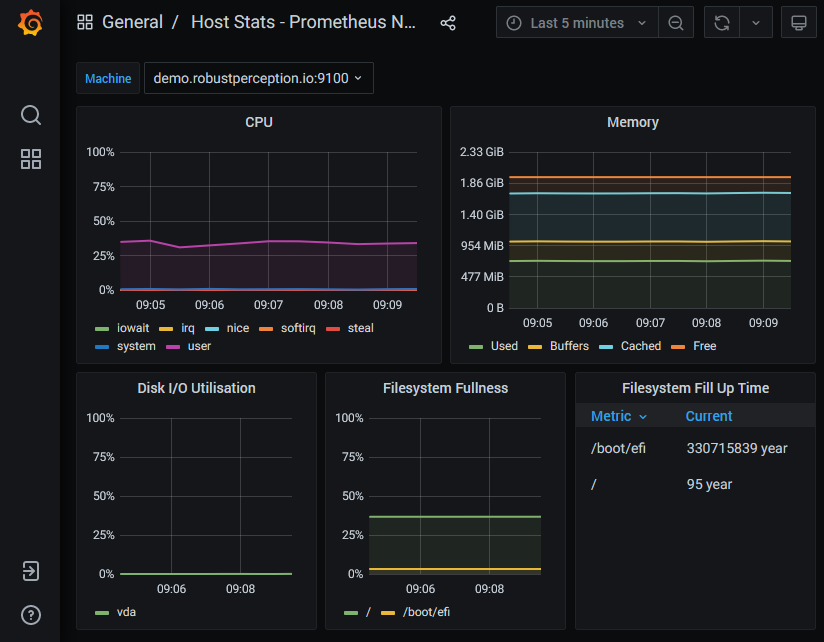 General / Host Stats - Prometheus N...
Last 5 minutes
Machine
demo.robustperception.io:9100
CPU
100%
75%
50%
25%
0%
09:05 09:06 09:07 09:08 09:09
iowait irq nice softirq steal
system user
Memory
2.33 GiB
1.86 GiB
1.40 GiB
954 MiB
477 MiB
0 B
09:05 09:06 09:07 09:08 09:09
Used Buffers Cached Free
Disk I/O Utilisation
100%
75%
50%
25%
0%
09:06 09:08
vda
Filesystem Fullness
100%
75%
50%
25%
0%
09:06 09:08
/ /boot/efi
Filesystem Fill Up Time
Metric Current
/boot/efi 330715839 year
/ 95 year